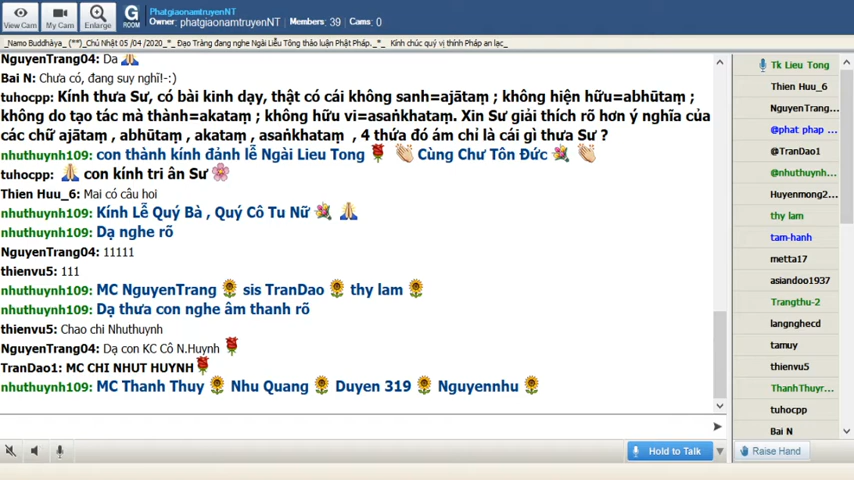 View Cam
My Cam
Enlarge
G
ROOM
PhatgiaonamtruyenNT
Owner: phatgiaonamtruyenNT
Members: 39
Cams: 0
_Namo Buddhàya_ (**)_Chủ Nhật 05 /04 /2020_*_ Đạo Tràng đang nghe Ngài Liễu Tông thảo luận Phật Pháp._*_ Kính chúc quý vị thính Pháp an lạc_
NguyenTrang04: Da 🙏
Bai N: Chưa có, đang suy nghĩ!-:)
tuhocpp: Kính thưa Sư, có bài kinh dạy, thật có cái không sanh=ajātaṃ ; không hiện hữu=abhūtaṃ ;
không do tạo tác mà thành=akataṃ ; không hữu vi=asaṅkhataṃ. Xin Sư giải thích rõ hơn ý nghĩa của
các chữ ajātaṃ , abhūtaṃ , akataṃ , asaṅkhataṃ , 4 thứa đó ám chỉ là cái gì thưa Sư ?
nhuthuynh109: con thành kính đảnh lễ Ngài Lieu Tong 🌹 👏 Cùng Chư Tôn Đức 💐 👏
tuhocpp: 🙏 con kính tri ân Sư 🌸
Thien Huu_6: Mai có câu hoi
nhuthuynh109: Kính Lễ Quý Bà , Quý Cô Tu Nữ 💐 🙏
nhuthuynh109: Dạ nghe rõ
NguyenTrang04: 11111
thienvu5: 111
nhuthuynh109: MC NguyenTrang 🌻 sis TranDao 🌻 thy lam 🌻
nhuthuynh109: Dạ thưa con nghe âm thanh rõ
thienvu5: Chao chi Nhuthuynh
NguyenTrang04: Dạ con KC Cô N.Huynh 🌹
TranDao1: MC CHI NHUT HUYNH 🌹
nhuthuynh109: MC Thanh Thuy 🌻 Nhu Quang 🌻 Duyen 319 🌻 Nguyennhu 🌻
Tk Lieu Tong
Thien Huu_6
NguyenTrang...
@phat phap ...
@TranDao1
@nhuthuynh...
Huyenmong2...
thy lam
tam-hanh
metta17
asiandoo1937
Trangthu-2
langnghecd
tamuy
thienvu5
ThanhThuyr...
tuhocpp
Bai N
Hold to Talk
Raise Hand